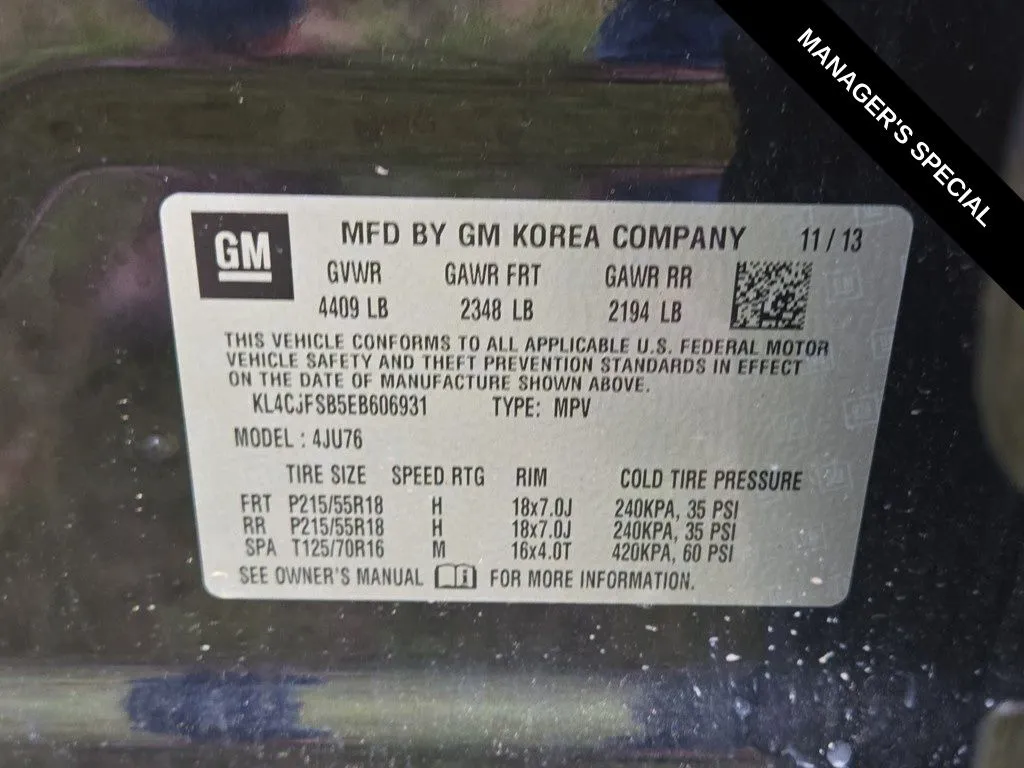 MANAGER'S SPECIAL
GM MFD BY GM KOREA COMPANY 11 / 13
GVWR GAWR FRT GAWR RR
4409 LB 2348 LB 2194 LB
THIS VEHICLE CONFORMS TO ALL APPLICABLE U.S. FEDERAL MOTOR
VEHICLE SAFETY AND THEFT PREVENTION STANDARDS IN EFFECT
ON THE DATE OF MANUFACTURE SHOWN ABOVE.
KL4CJFSB5EB606931 TYPE: MPV
MODEL : 4JU76
TIRE SIZE SPEED RTG RIM COLD TIRE PRESSURE
FRT P215/55R18 H 18x7.0J 240KPA, 35 PSI
RR P215/55R18 H 18x7.0J 240KPA, 35 PSI
SPA T125/70R16 M 16x4.0T 420KPA, 60 PSI
SEE OWNER'S MANUAL i FOR MORE INFORMATION.